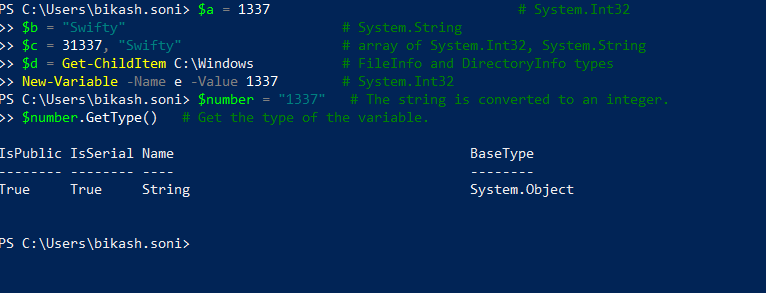 PS C:\Users\bikash.soni> $a = 1337                               # System.Int32
>> $b = "Swifty"                           # System.String
>> $c = 31337, "Swifty"                    # array of System.Int32, System.String
>> $d = Get-ChildItem C:\Windows           # FileInfo and DirectoryInfo types
>> New-Variable -Name e -Value 1337        # System.Int32
PS C:\Users\bikash.soni> $number = "1337"   # The string is converted to an integer.
>> $number.GetType()   # Get the type of the variable.
IsPublic IsSerial Name                                     BaseType
-------- -------- ----                                     --------
True     True     String                                   System.Object
PS C:\Users\bikash.soni>